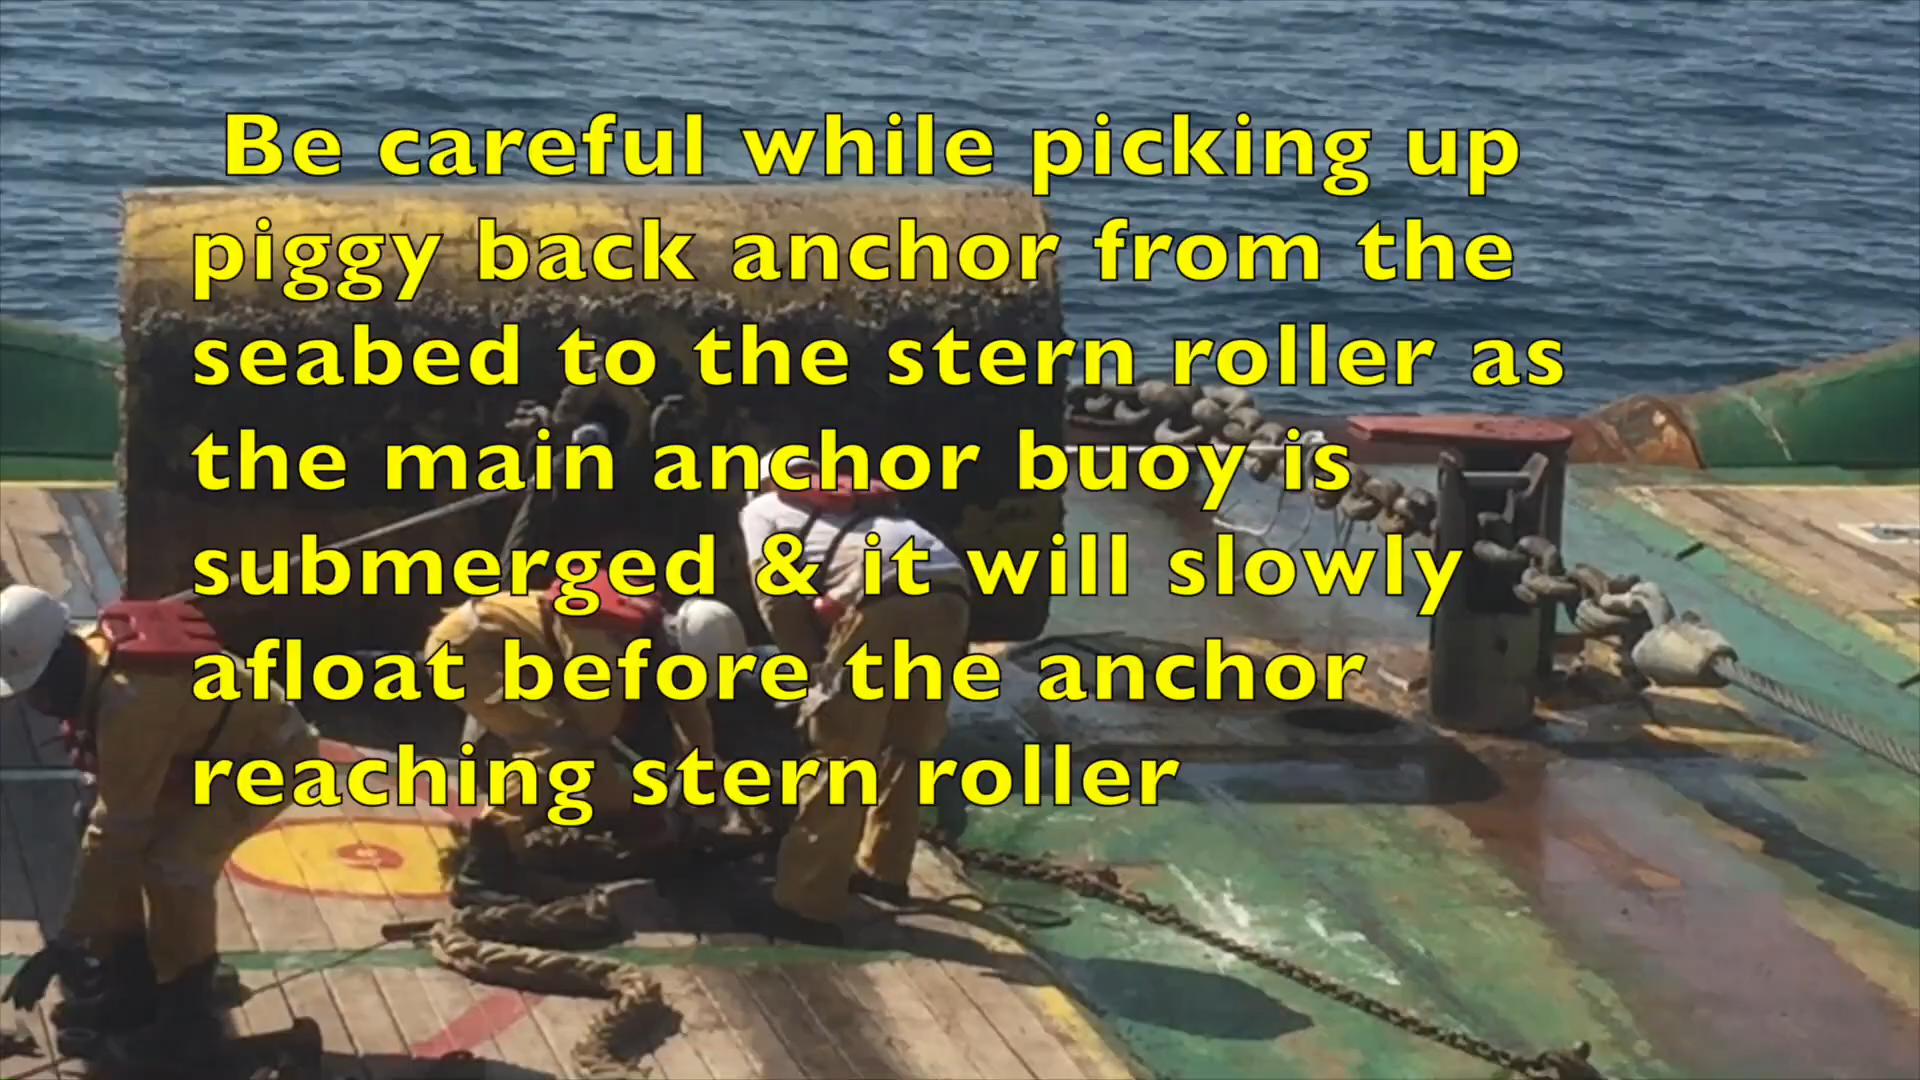 Be careful while picking up
piggy back anchor from the
seabed to the stern roller as
the main anchor buoy is
submerged & it will slowly
afloat before the anchor
reaching stern roller